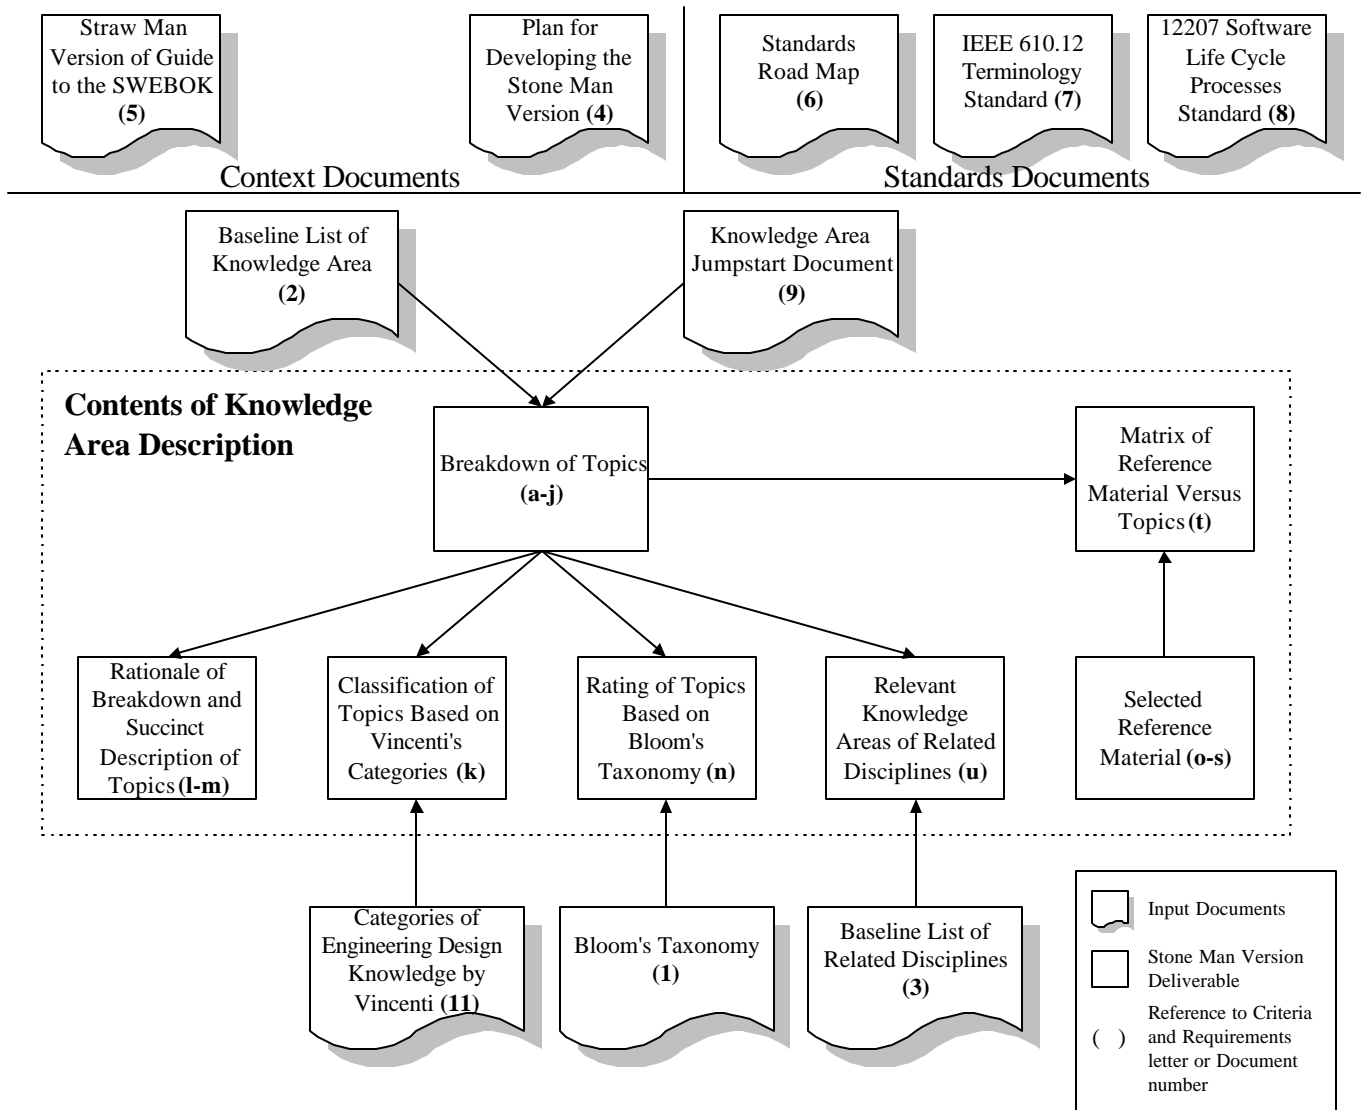 Straw Man
Version of Guide
to the SWEBOK
(5)
Plan for
Developing the
Stone Man
Version (4)
Standards
Road Map
(6)
IEEE 610.12
Terminology
Standard (7)
12207 Software
Life Cycle
Processes
Standard (8)
Context Documents
Standards Documents
Baseline List of
Knowledge Area
(2)
Knowledge Area
Jumpstart Document
(9)
Contents of Knowledge
Area Description
Breakdown of Topics
(a-j)
Matrix of
Reference
Material Versus
Topics (t)
Rationale of
Breakdown and
Succinct
Description of
Topics (l-m)
Classification of
Topics Based on
Vincenti's
Categories (k)
Rating of Topics
Based on
Bloom's
Taxonomy (n)
Relevant
Knowledge
Areas of Related
Disciplines (u)
Selected
Reference
Material (o-s)
Categories of
Engineering Design
Knowledge by
Vincenti (11)
Bloom's Taxonomy
(1)
Baseline List of
Related Disciplines
(3)
Input Documents
Stone Man Version
Deliverable
( )
Reference to Criteria
and Requirements
letter or Document
number